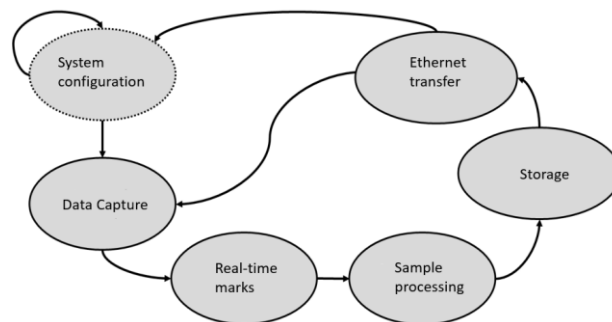 System
configuration
Ethernet
transfer
Storage
Data Capture
Real-time
marks
Sample
processing